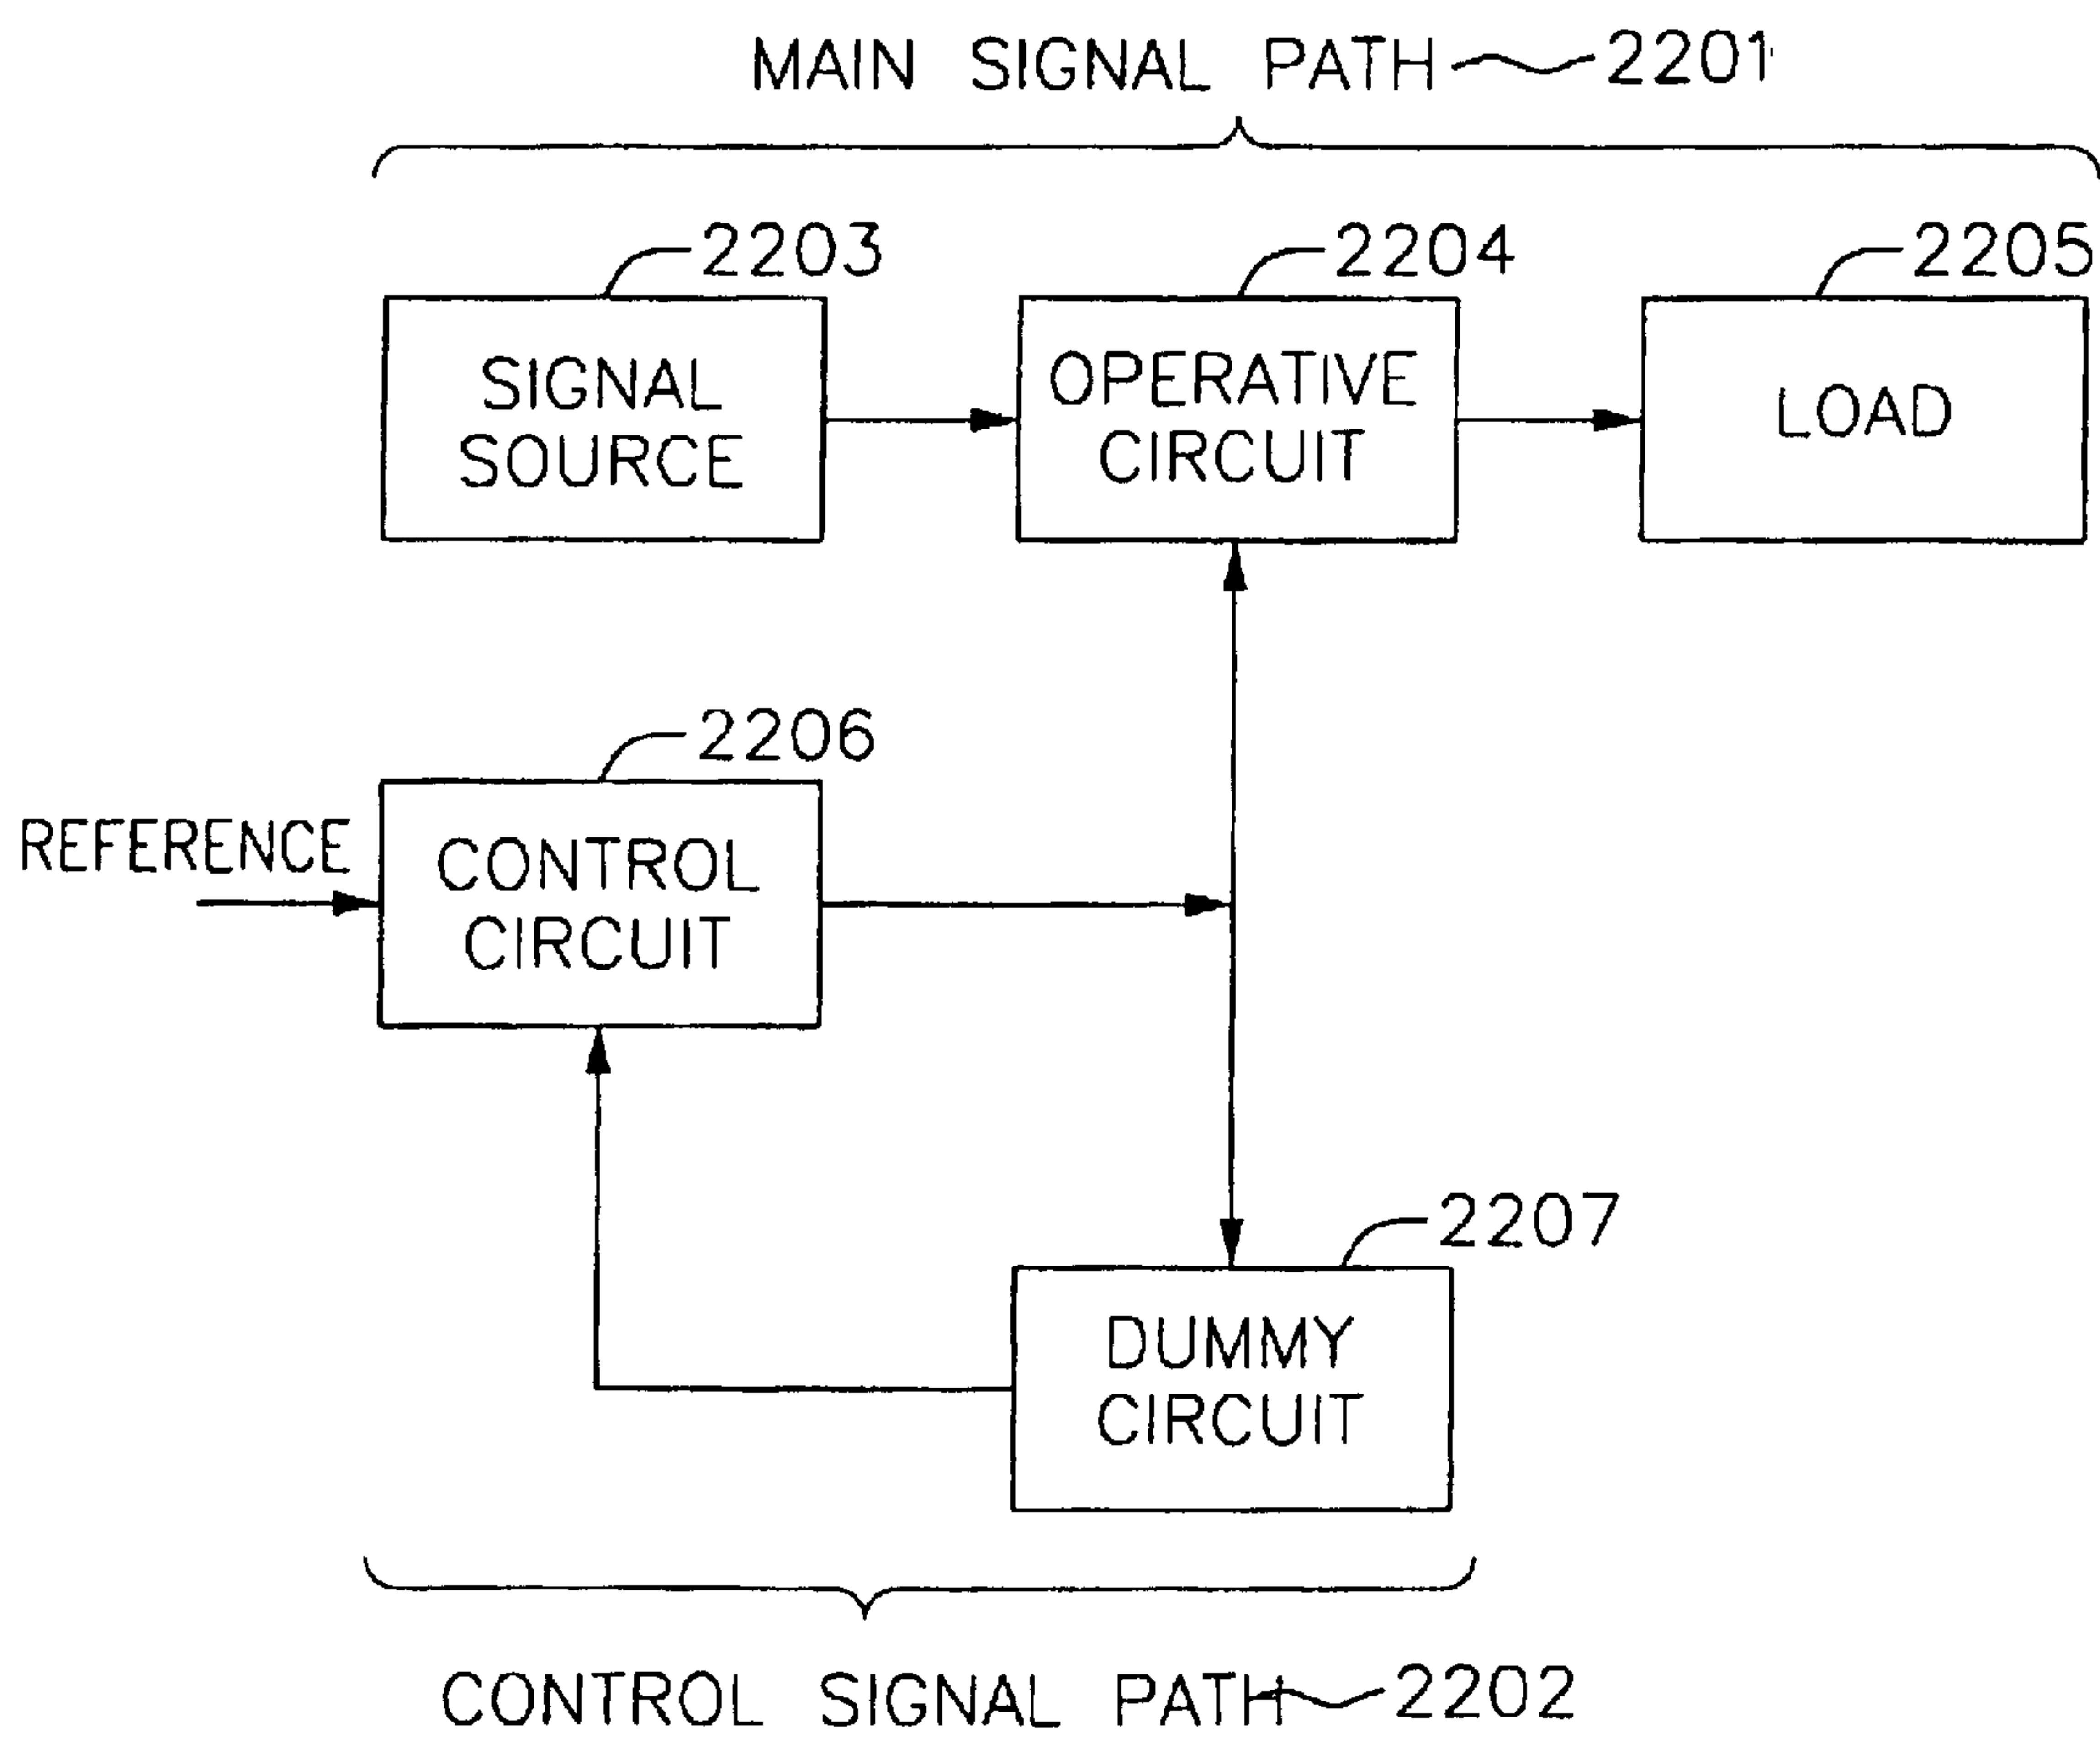 MAIN SIGNAL PATH 2201
2203
2204
2205
SIGNAL
SOURCE
OPERATIVE
CIRCUIT
LOAD
2206
REFERENCE
CONTROL
CIRCUIT
2207
DUMMY
CIRCUIT
CONTROL SIGNAL PATH 2202